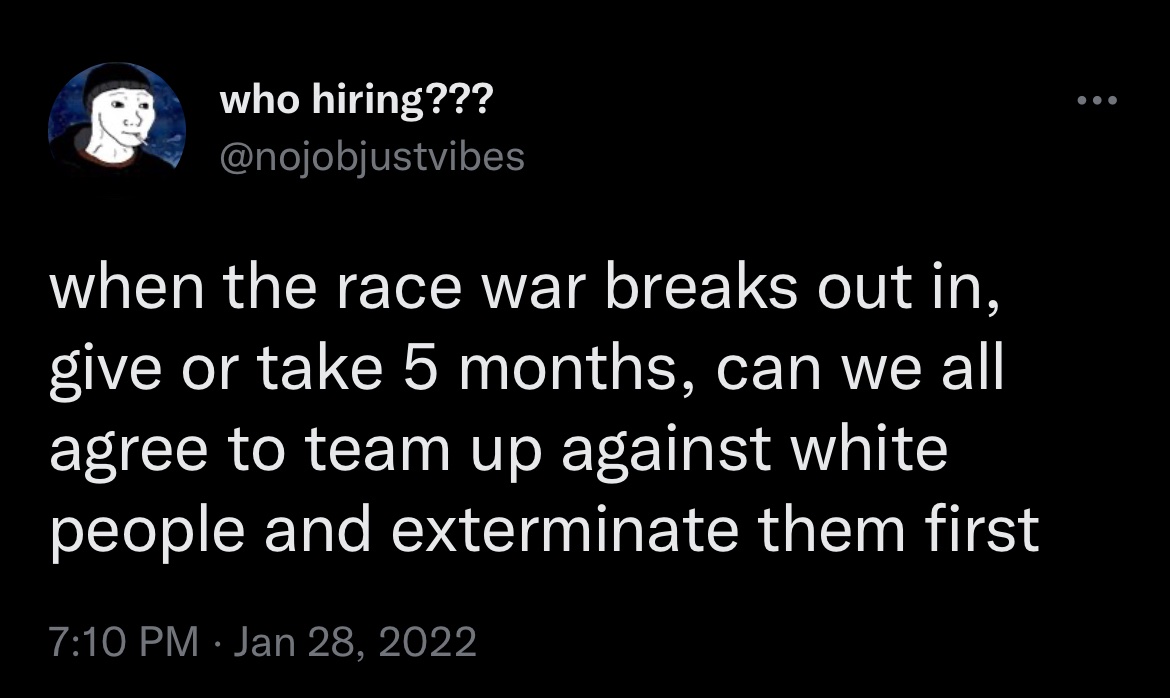 who hiring???
@nojobjustvibes
when the race war breaks out in,
give or take 5 months, can we all
agree to team up against white
people and exterminate them first
7:10 PM · Jan 28, 2022